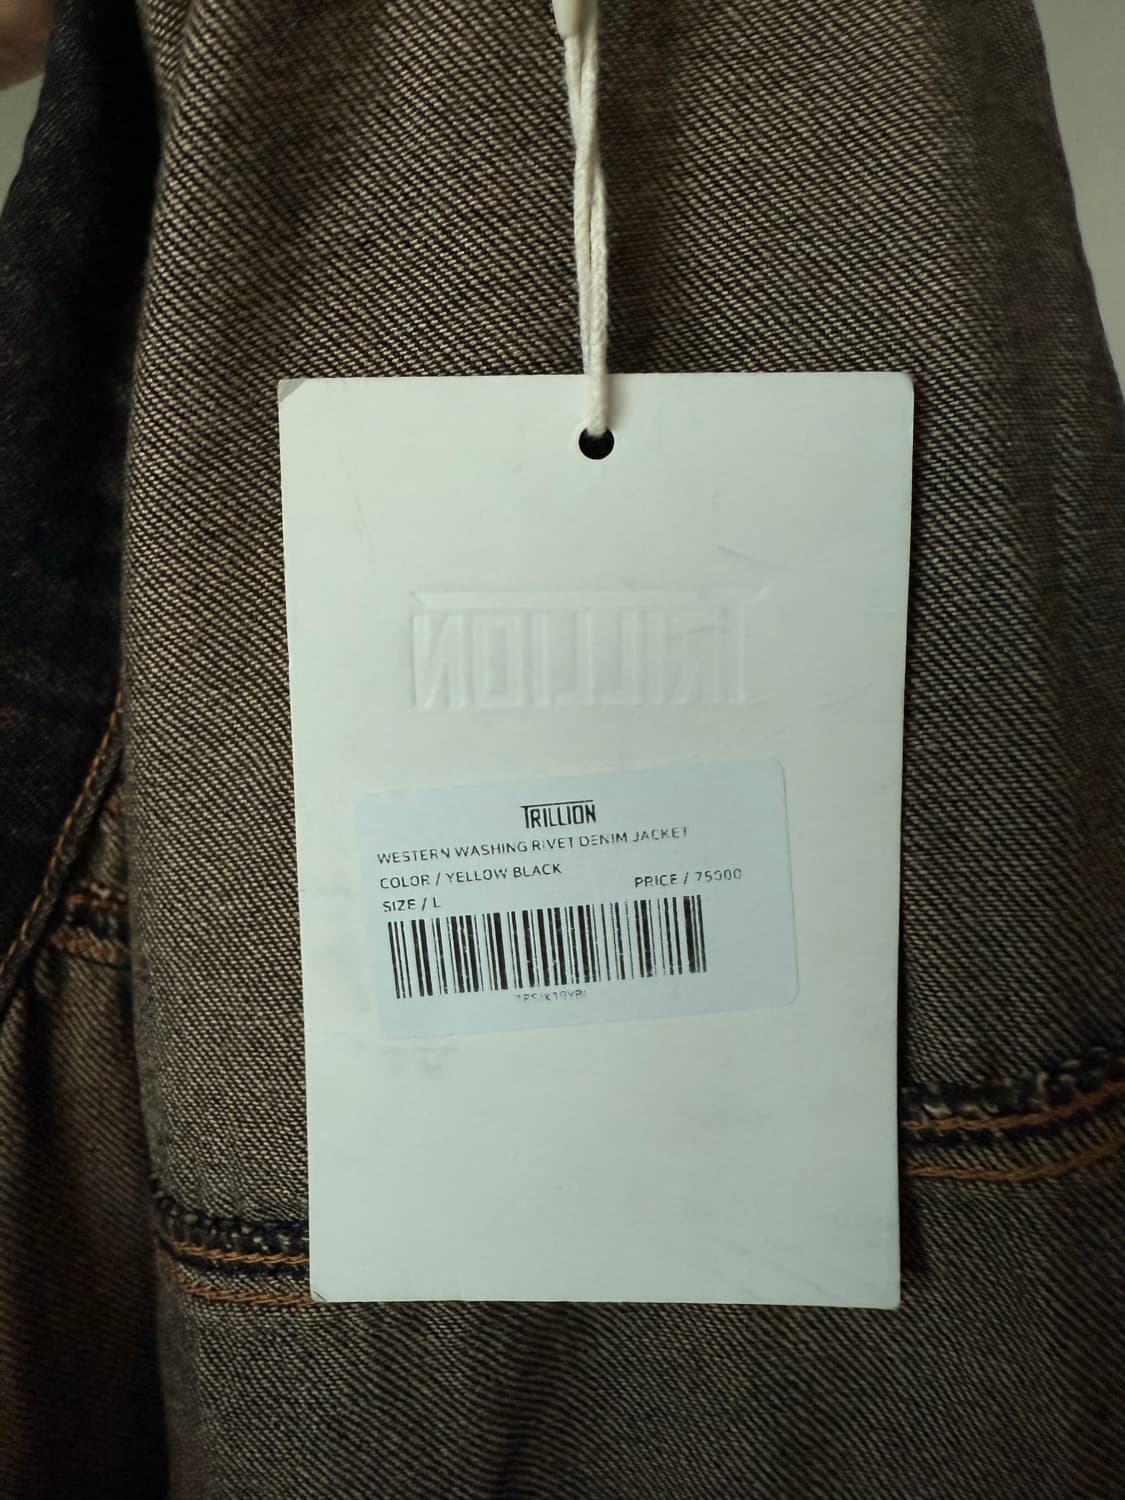 TRILLION
TRILLION
WESTERN WASHING RIVET DENIM JACKET
COLOR / YELLOW BLACK
PRICE / 75000
SIZE / L